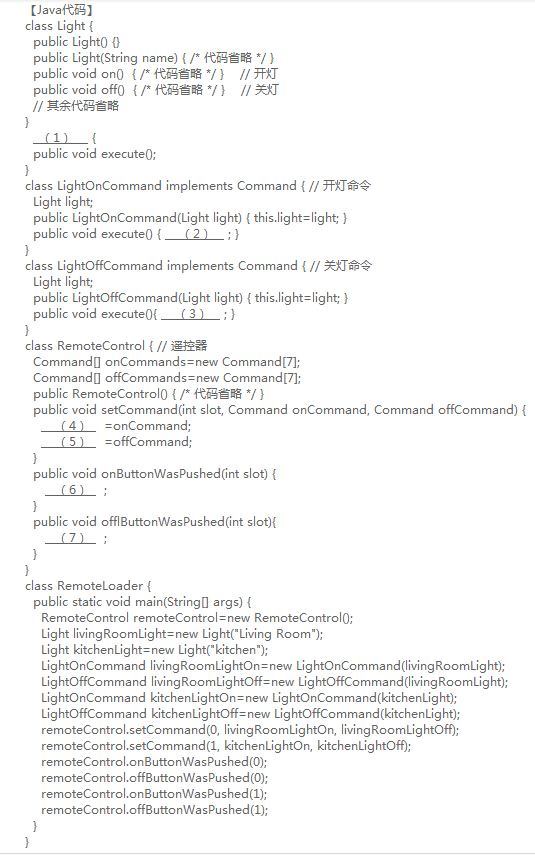 【Java代码】
class Light {
public Light() {}
public Light(String name) { /* 代码省略 */ }
public void on() { /* 代码省略 */ } // 开灯
public void off() { /* 代码省略 */ } // 关灯
// 其余代码省略
}
（1） {
public void execute();
}
class LightOnCommand implements Command { // 开灯命令
Light light;
public LightOnCommand(Light light) { this.light=light; }
public void execute() { （2） ; }
}
class LightOffCommand implements Command { // 关灯命令
Light light;
public LightOffCommand(Light light) { this.light=light; }
public void execute(){ （3） ; }
}
class RemoteControl { // 遥控器
Command[] onCommands=new Command[7];
Command[] offCommands=new Command[7];
public RemoteControl() { /* 代码省略 */ }
public void setCommand(int slot, Command onCommand, Command offCommand) {
（4） =onCommand;
（5） =offCommand;
}
public void onButtonWasPushed(int slot) {
（6） ;
}
public void offlButtonWasPushed(int slot){
（7） ;
}
}
class RemoteLoader {
public static void main(String[] args) {
RemoteControl remoteControl=new RemoteControl();
Light livingRoomLight=new Light("Living Room");
Light kitchenLight=new Light("kitchen");
LightOnCommand livingRoomLightOn=new LightOnCommand(livingRoomLight);
LightOffCommand livingRoomLightOff=new LightOffCommand(livingRoomLight);
LightOnCommand kitchenLightOn=new LightOnCommand(kitchenLight);
LightOffCommand kitchenLightOff=new LightOffCommand(kitchenLight);
remoteControl.setCommand(0, livingRoomLightOn, livingRoomLightOff);
remoteControl.setCommand(1, kitchenLightOn, kitchenLightOff);
remoteControl.onButtonWasPushed(0);
remoteControl.offButtonWasPushed(0);
remoteControl.onButtonWasPushed(1);
remoteControl.offButtonWasPushed(1);
}
}